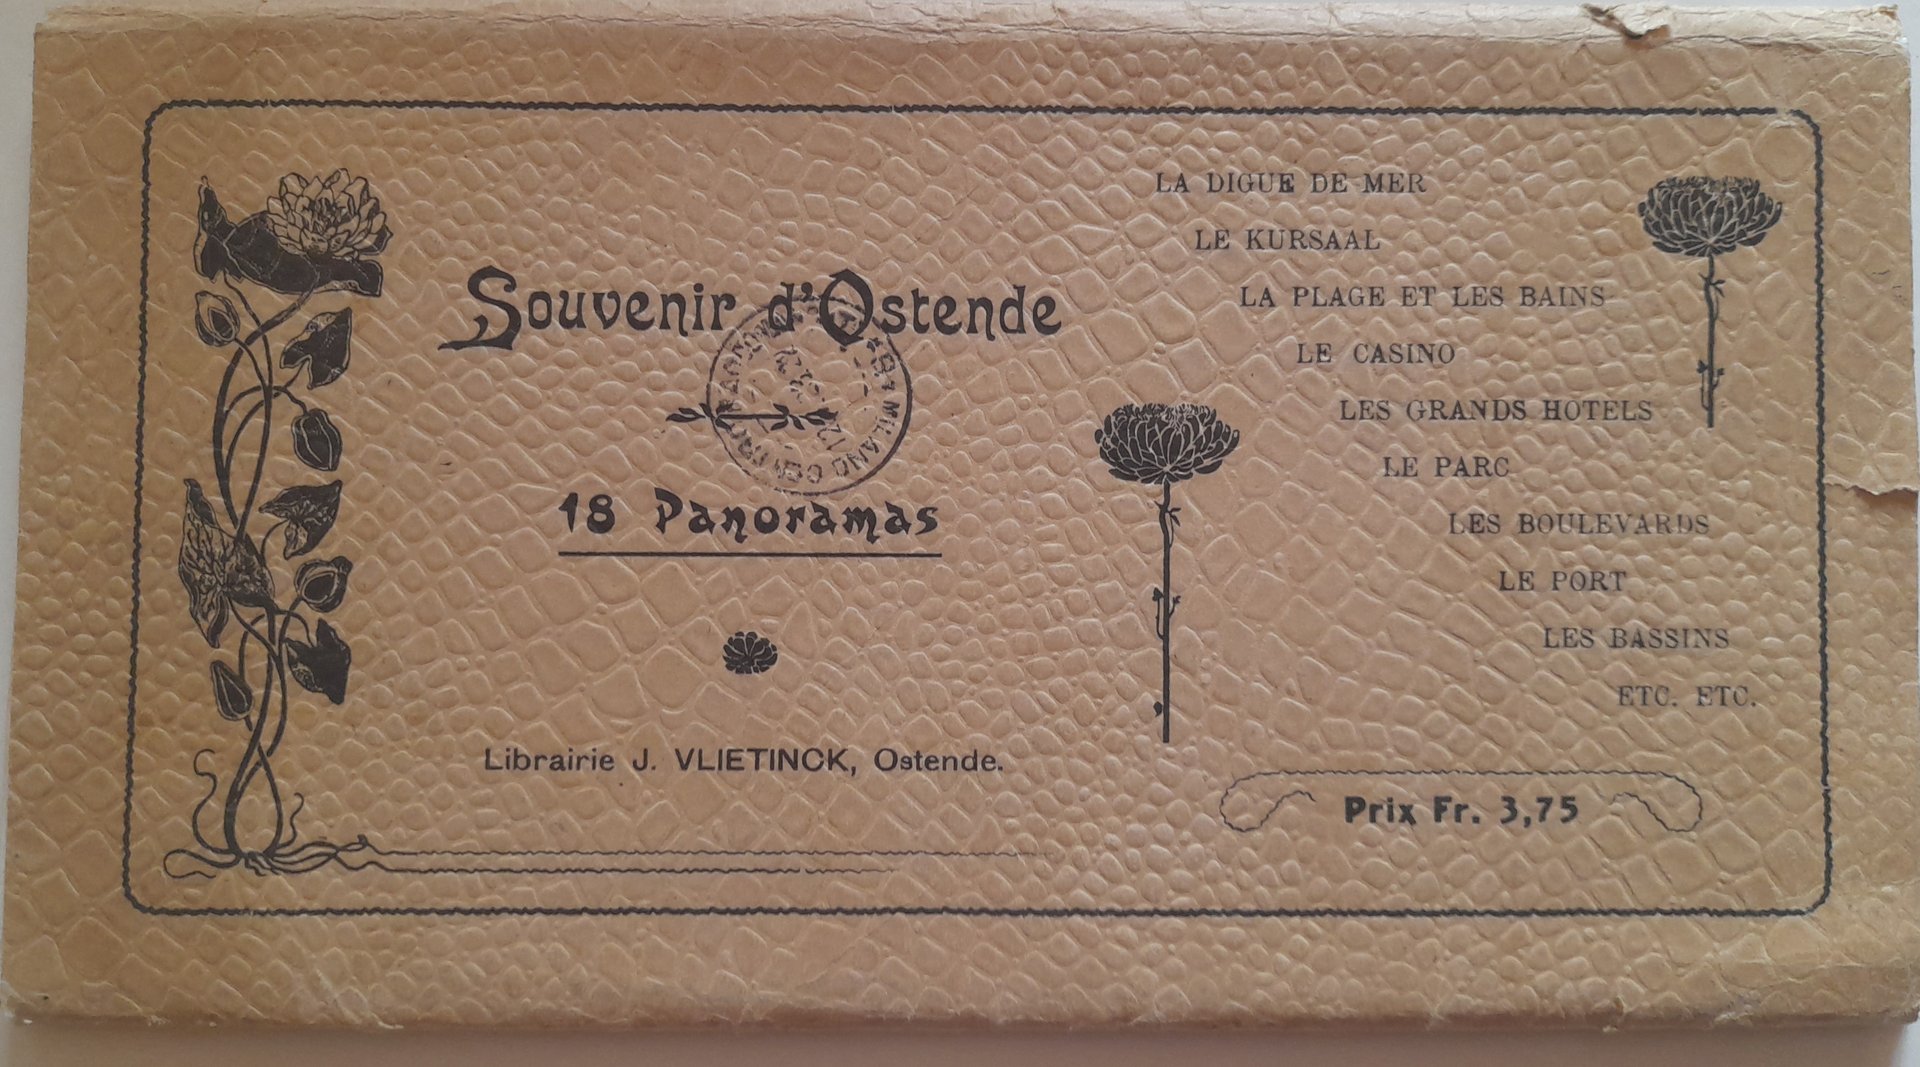 Souvenir d'Ostende
MILANO
18 Panoramas
Librairie J. VLIETINCK, Ostende.
LA DIGUE DE MER
LE KURSAAL
LA PLAGE ET LES BAINS
LE CASINO
LES GRANDS HOTELS
LE PARC
LES BOULEVARDS
LE PORT
LES BASSINS
ETC. ETC.
Prix Fr. 3,75